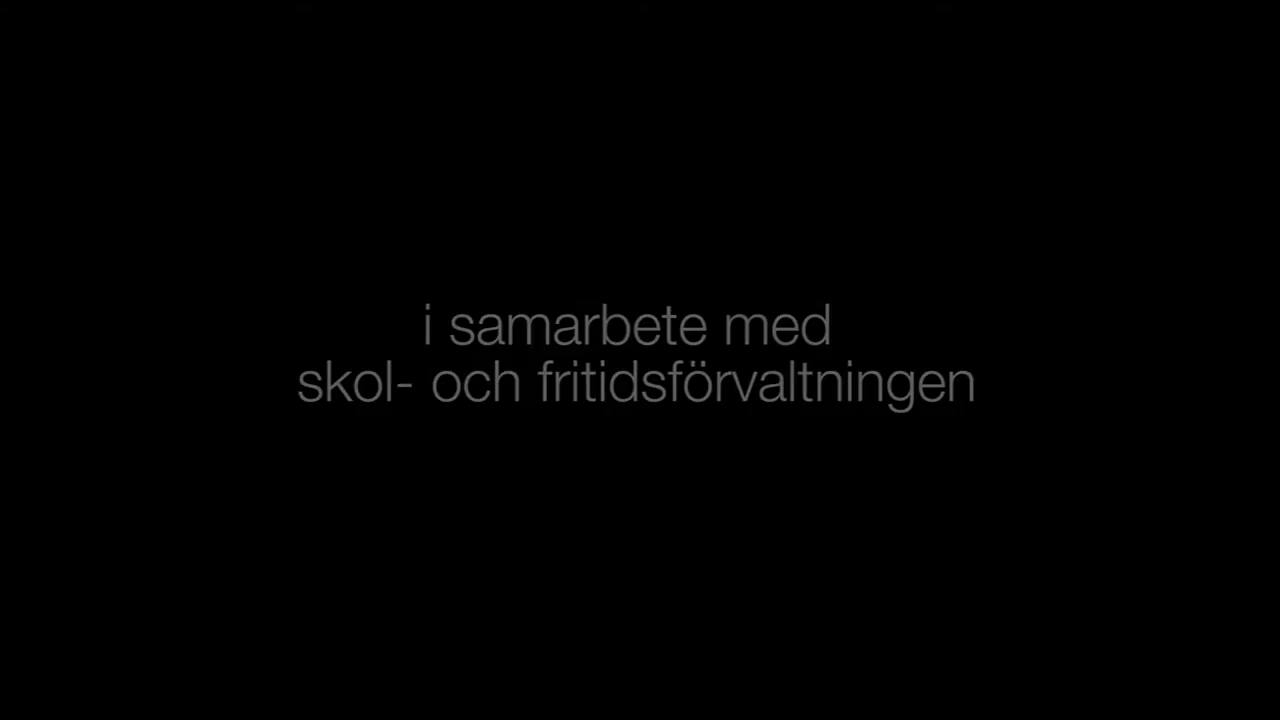 i samarbete med
skol- och fritidsförvaltningen